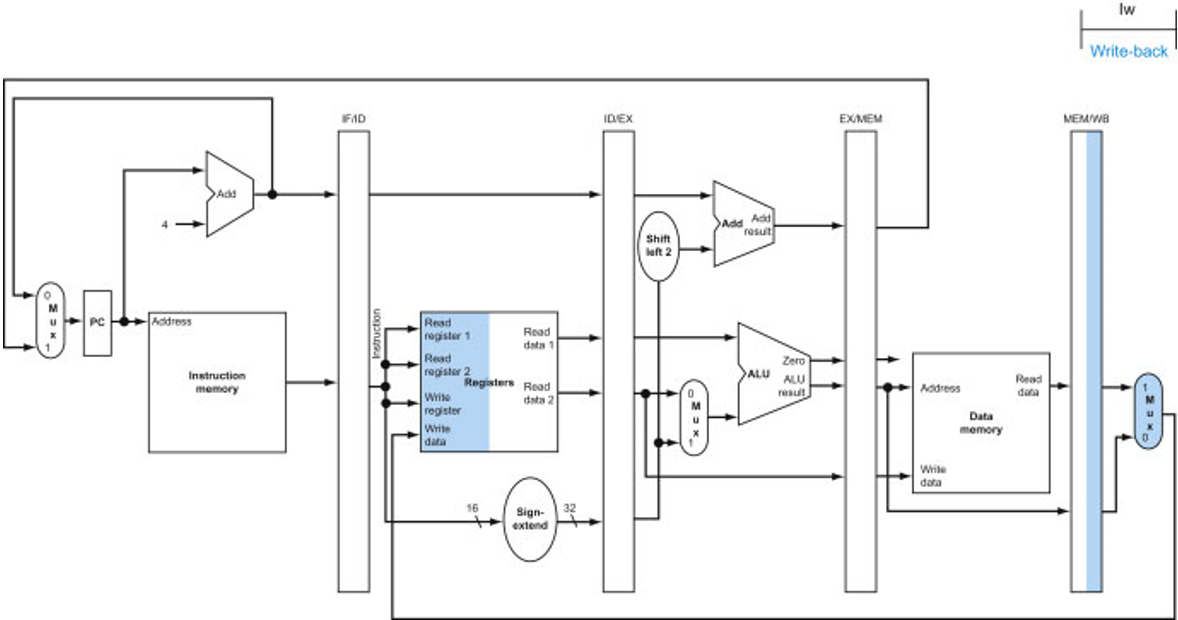 lw
Write-back
IF/ID
ID/EX
EX/MEM
MEM/WB
Add
4
Shift
left 2
Add
Add
result
0
M
u
x
1
PC
Address
Instruction
memory
Instruction
Read
register 1
Read
register 2
Write
register
Write
data
Registers
Read
data 1
Read
data 2
16
Sign-
extend
32
0
M
u
x
1
ALU
Zero
ALU
result
Address
Write
data
Data
memory
Read
data
1
M
u
x
0